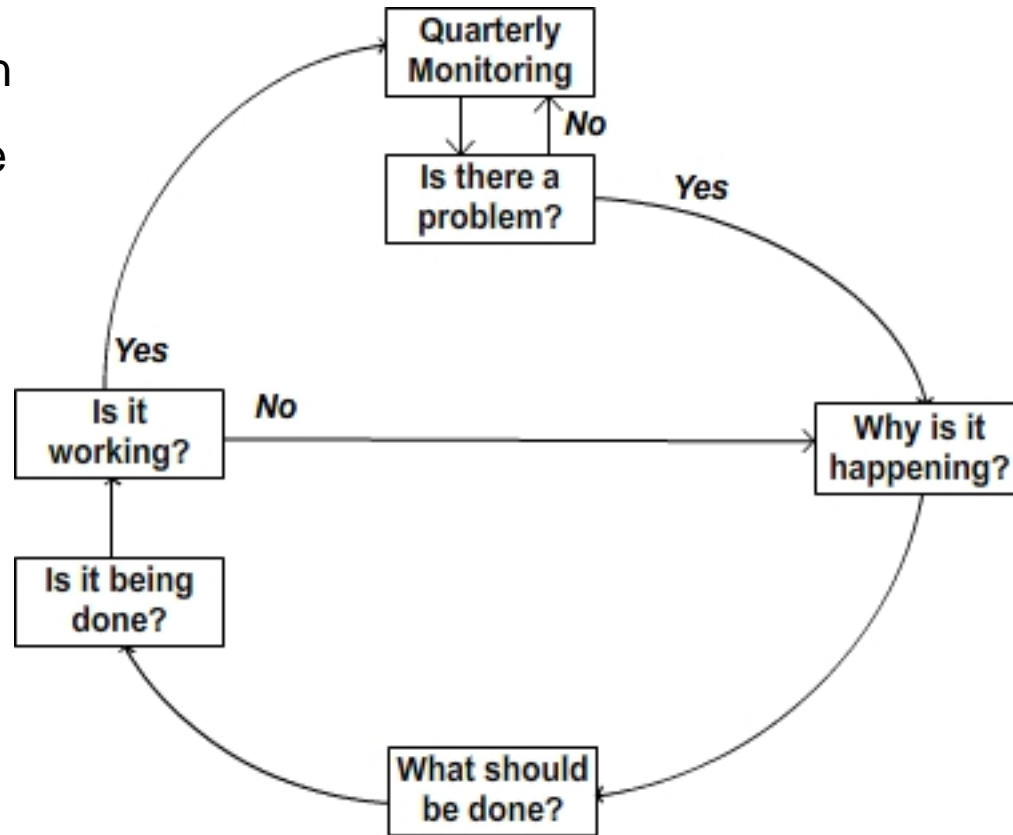 n
e
Quarterly
Monitoring
No
Is there a
problem?
Yes
Yes
Is it
working?
No
Why is it
happening?
Is it being
done?
What should
be done?